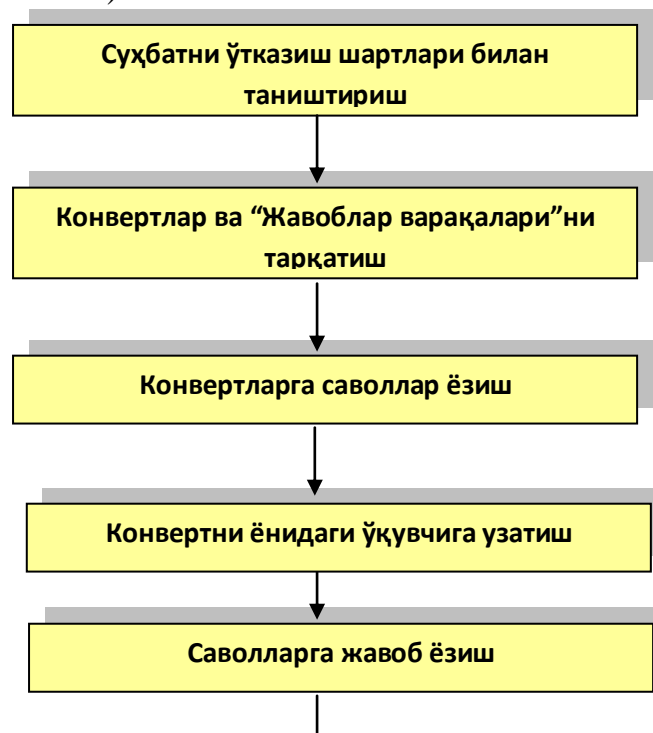 Суҳбатни ўтказиш шартлари билан
таништириш
Конвертлар ва “Жавоблар варақалари”ни
тарқатиш
Конвертларга саволлар ёзиш
Конвертни ёнидаги ўқувчига узатиш
Саволларга жавоб ёзиш